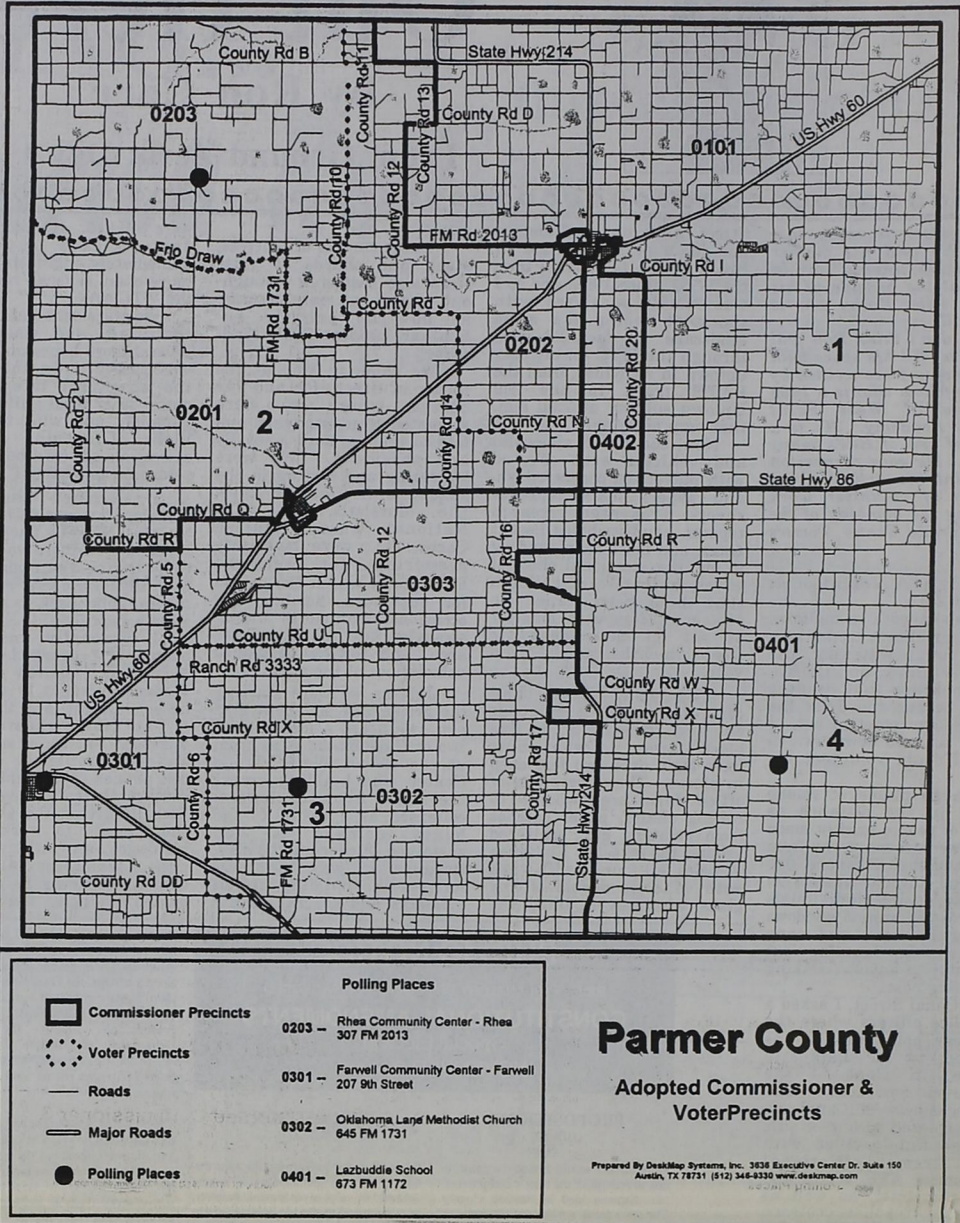 County Rd B
County Rd 11
State Hwy 214
0203
County Rd 13
County Rd D
US Hwy 60
0101
County Rd 10
County Rd 12
FM Rd 2013
Frio Draw
County Rd I
FM Rd 1731
County Rd J
0202
County Rd 20
1
0201
2
County Rd 2
County Rd 14
County Rd N
0402
State Hwy 86
County Rd Q
County Rd R
County Rd R
County Rd 16
County Rd 5
County Rd 12
0303
County Rd U
0401
Ranch Rd 3333
US Hwy 60
County Rd W
County Rd X
County Rd X
4
0301
County Rd 6
County Rd 17
0302
3
FM Rd 1731
State Hwy 214
County Rd DD
Commissioner Precincts
Voter Precincts
Roads
Major Roads
Polling Places
Polling Places
0203 – Rhea Community Center - Rhea
307 FM 2013
0301 – Farwell Community Center - Farwell
207 9th Street
0302 – Oklahoma Lane Methodist Church
645 FM 1731
0401 – Lazbuddie School
673 FM 1172
Parmer County
Adopted Commissioner &
VoterPrecincts
Prepared By DeskMap Systems, Inc. 3636 Executive Center Dr. Suite 150
Austin, TX 78731 (512) 346-9330 www.deskmap.com